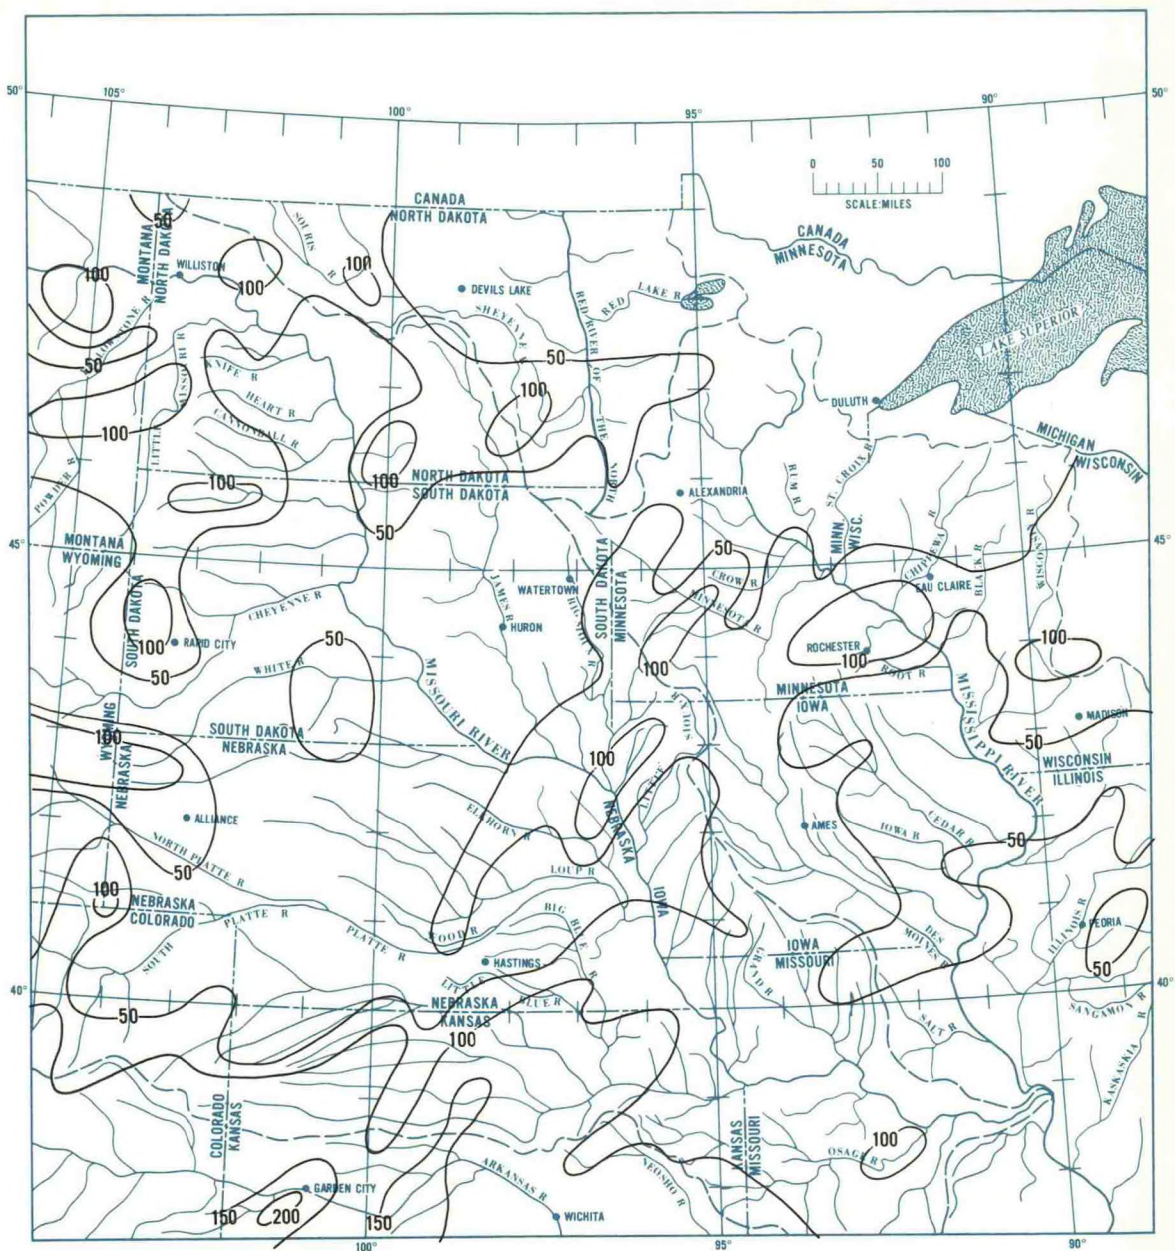 50°
105°
100°
95°
90°
50°
0 50 100
SCALE:MILES
CANADA
NORTH DAKOTA
50
MONTANA
NORTH DAKOTA
SOURIS R
CANADA
MINNESOTA
WILLISTON
100
100
100
DEVILS LAKE
SHEYENNE R
RED RIVER OF THE NORTH
RED LAKE R
LAKE SUPERIOR
50
LITTLE MISSOURI R
KNIFE R
HEART R
CANNONBALL R
50
100
DULUTH
MICHIGAN
WISCONSIN
100
POWDER R
100
100
NORTH DAKOTA
SOUTH DAKOTA
ALEXANDRIA
RUM R
ST. CROIX R
50
MINN
WISC.
CHIPPEWA R
BLACK R
45°
45°
MONTANA
WYOMING
SOUTH DAKOTA
50
CROW R
MINNESOTA R
EAU CLAIRE
CHEYENNE R
JAMES R
WATERTOWN
SOUTH DAKOTA
MINNESOTA
HURON
100
RAPID CITY
50
50
WHITE R
100
ROCHESTER
100
ROOT R
100
MISSOURI RIVER
MINNESOTA
IOWA
MISSISSIPPI RIVER
MADISON
50
100
WYOMING
NEBRASKA
SOUTH DAKOTA
NEBRASKA
100
LITTLE
WISCONSIN
ILLINOIS
ALLIANCE
ELKHORN R
NEBRASKA
IOWA
AMES
IOWA R
CEDAR R
50
NORTH PLATTE R
50
LOUP R
100
NEBRASKA
COLORADO
SOUTH PLATTE R
PLATTE R
WOOD R
BIG BLUE R
DES MOINES R
ILLINOIS R
PEORIA
50
IOWA
MISSOURI
GRAND R
HASTINGS
LITTLE BLUE R
40°
40°
50
NEBRASKA
KANSAS
100
SALT R
SANGAMON R
KASKASKIA R
COLORADO
KANSAS
KANSAS
MISSOURI
OSAGE R
100
ARKANSAS R
NEOSHO R
GARDEN CITY
150
200
150
WICHITA
100°
95°
90°